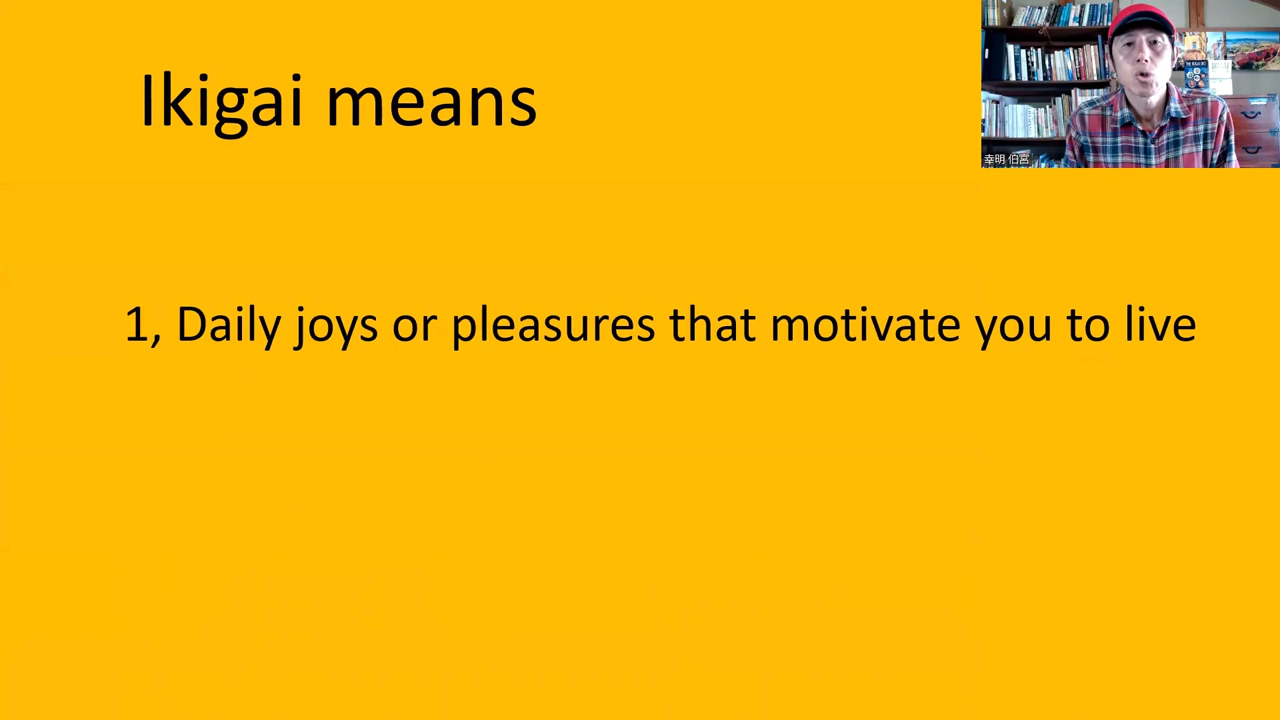 Ikigai means
幸明 伯宮
1, Daily joys or pleasures that motivate you to live